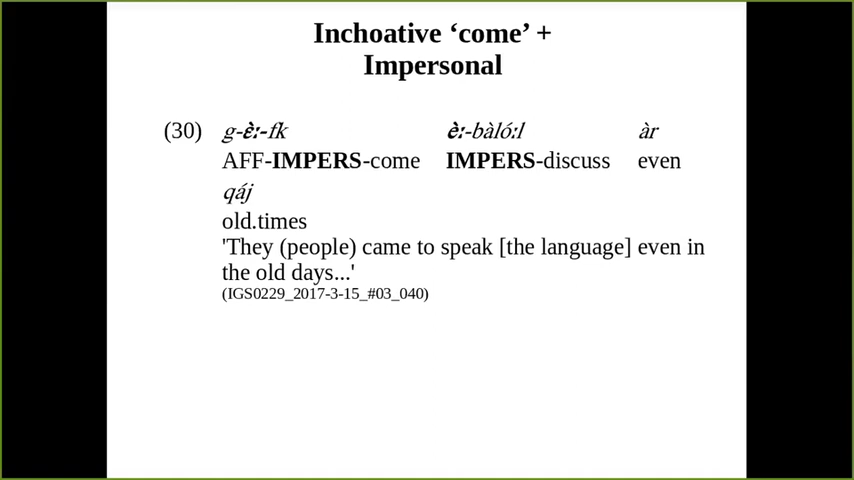 Inchoative ‘come’ +
Impersonal
(30) g-ὲː-fk ὲː-bàlóːl àr
AFF-IMPERS-come IMPERS-discuss even
qáj
old.times
'They (people) came to speak [the language] even in
the old days...'
(IGS0229_2017-3-15_#03_040)